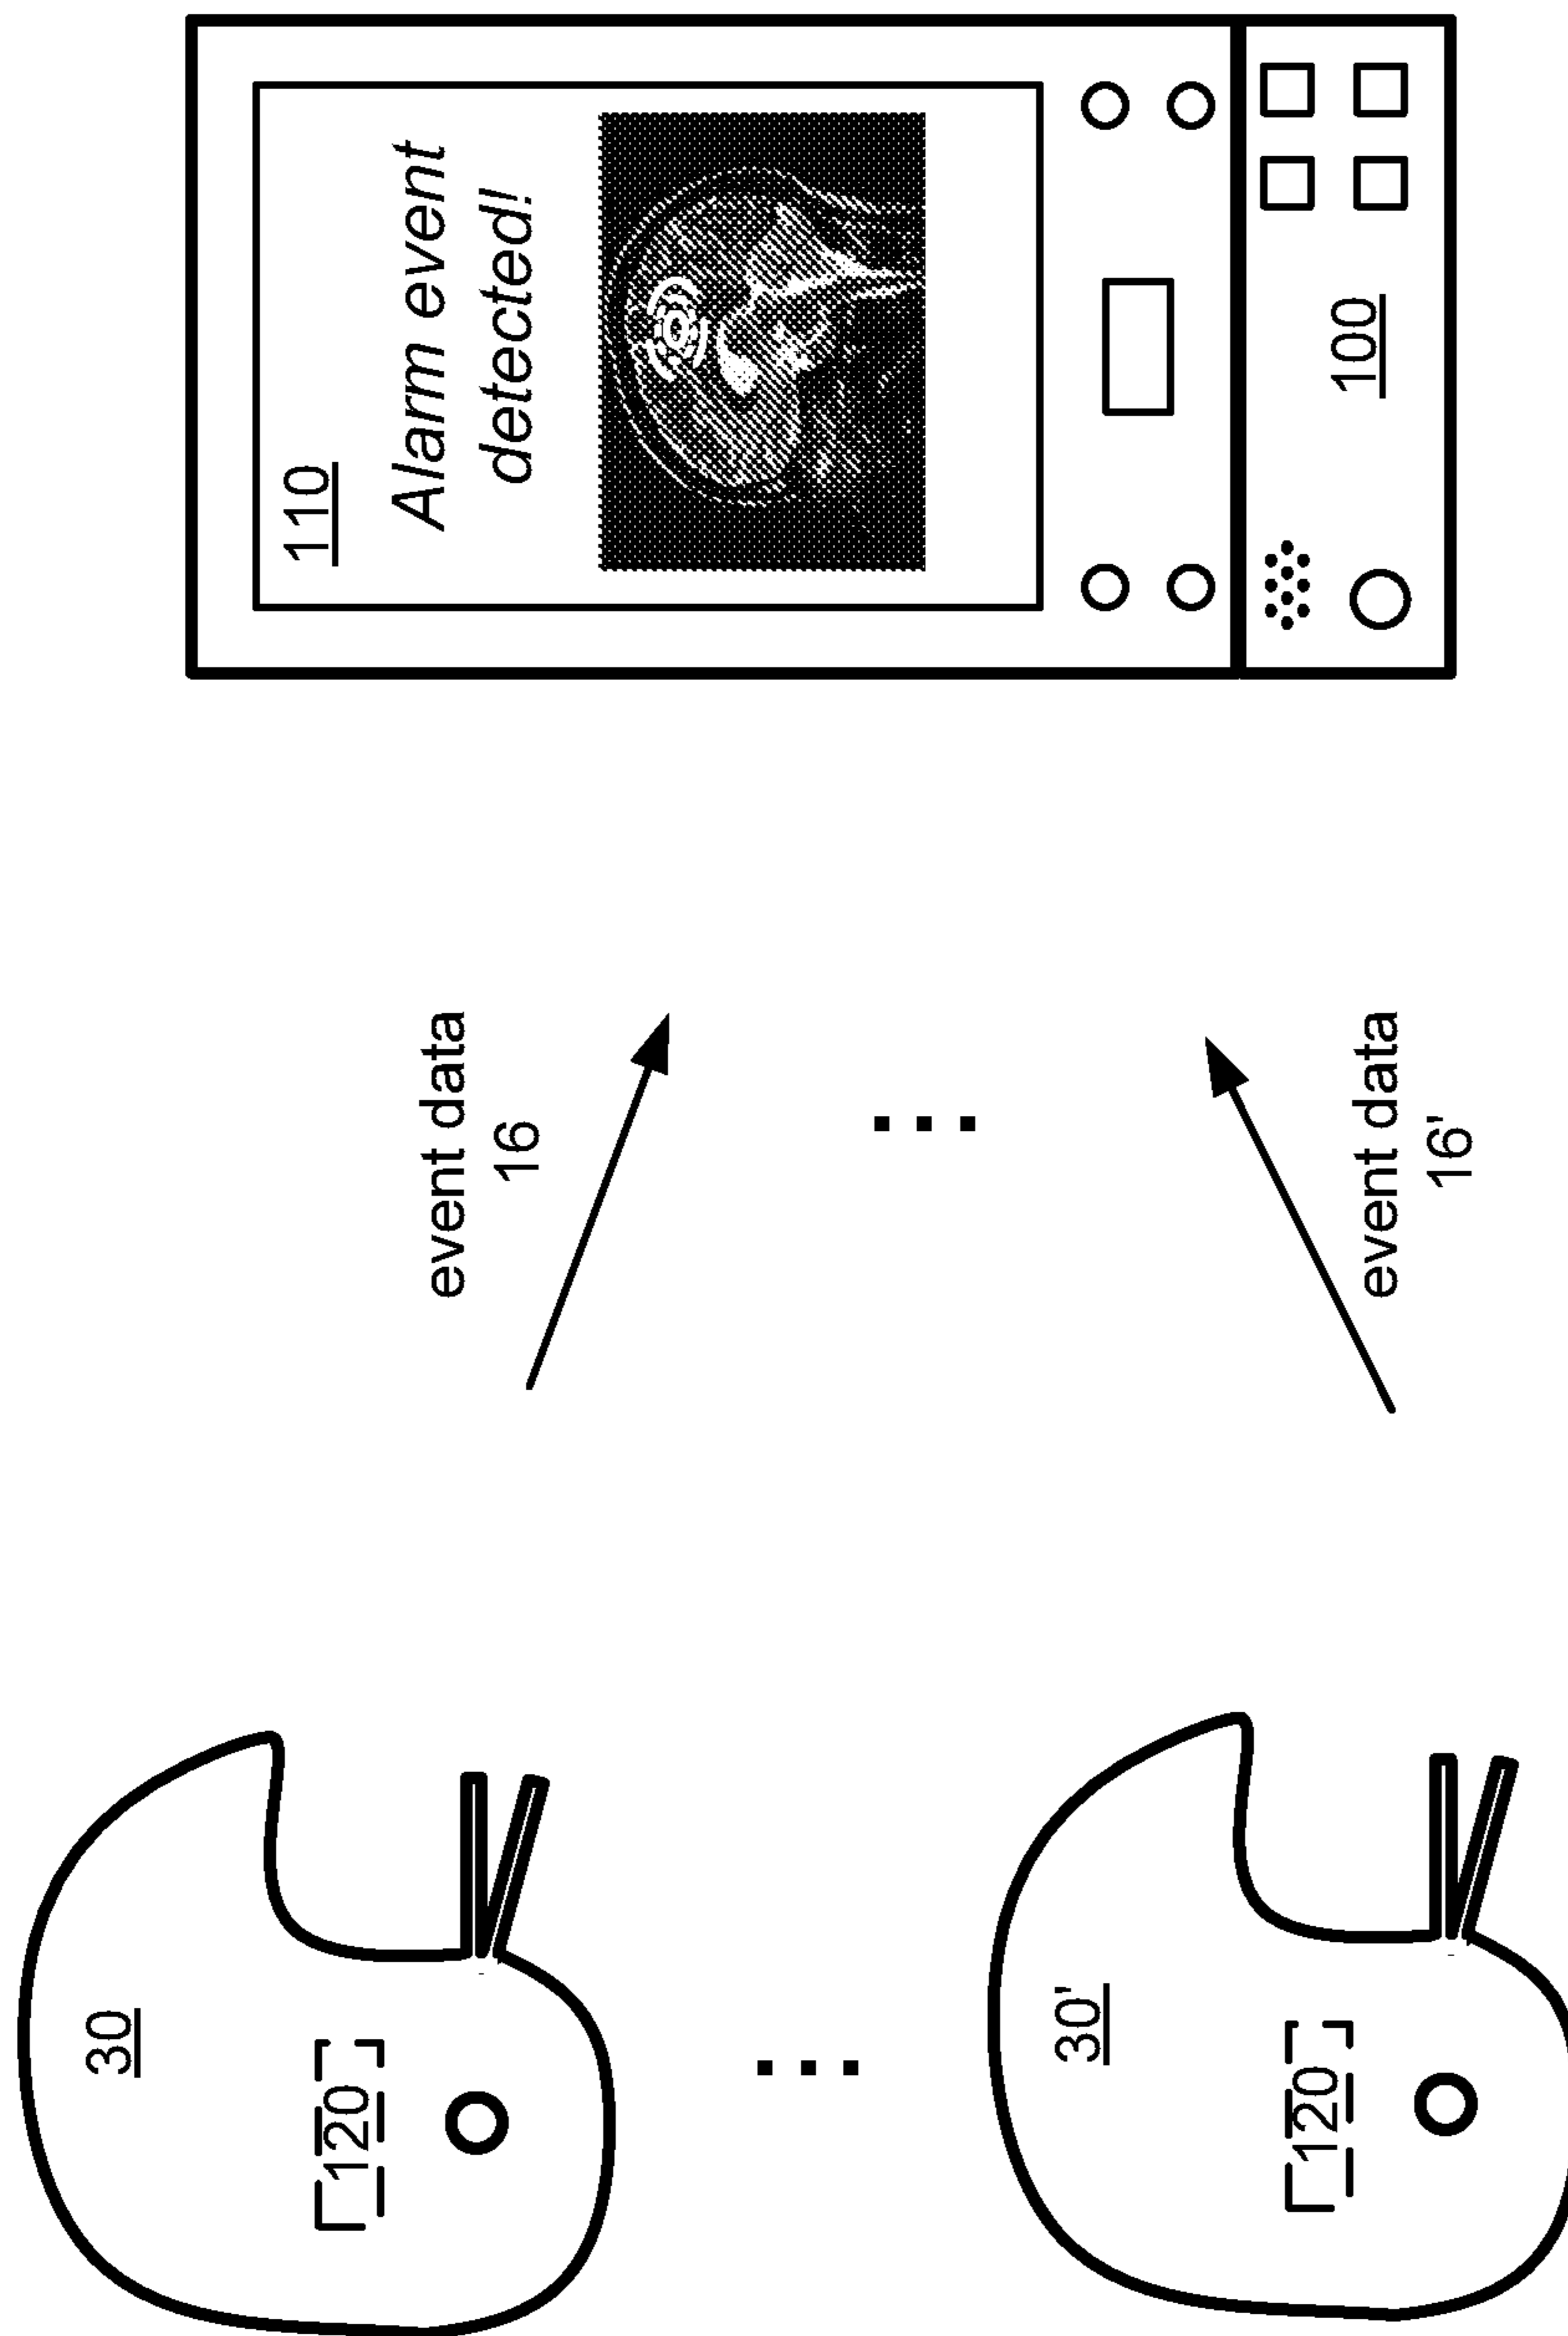 30
120
30'
120
event data
16
event data
16'
110
Alarm event
detected!
100